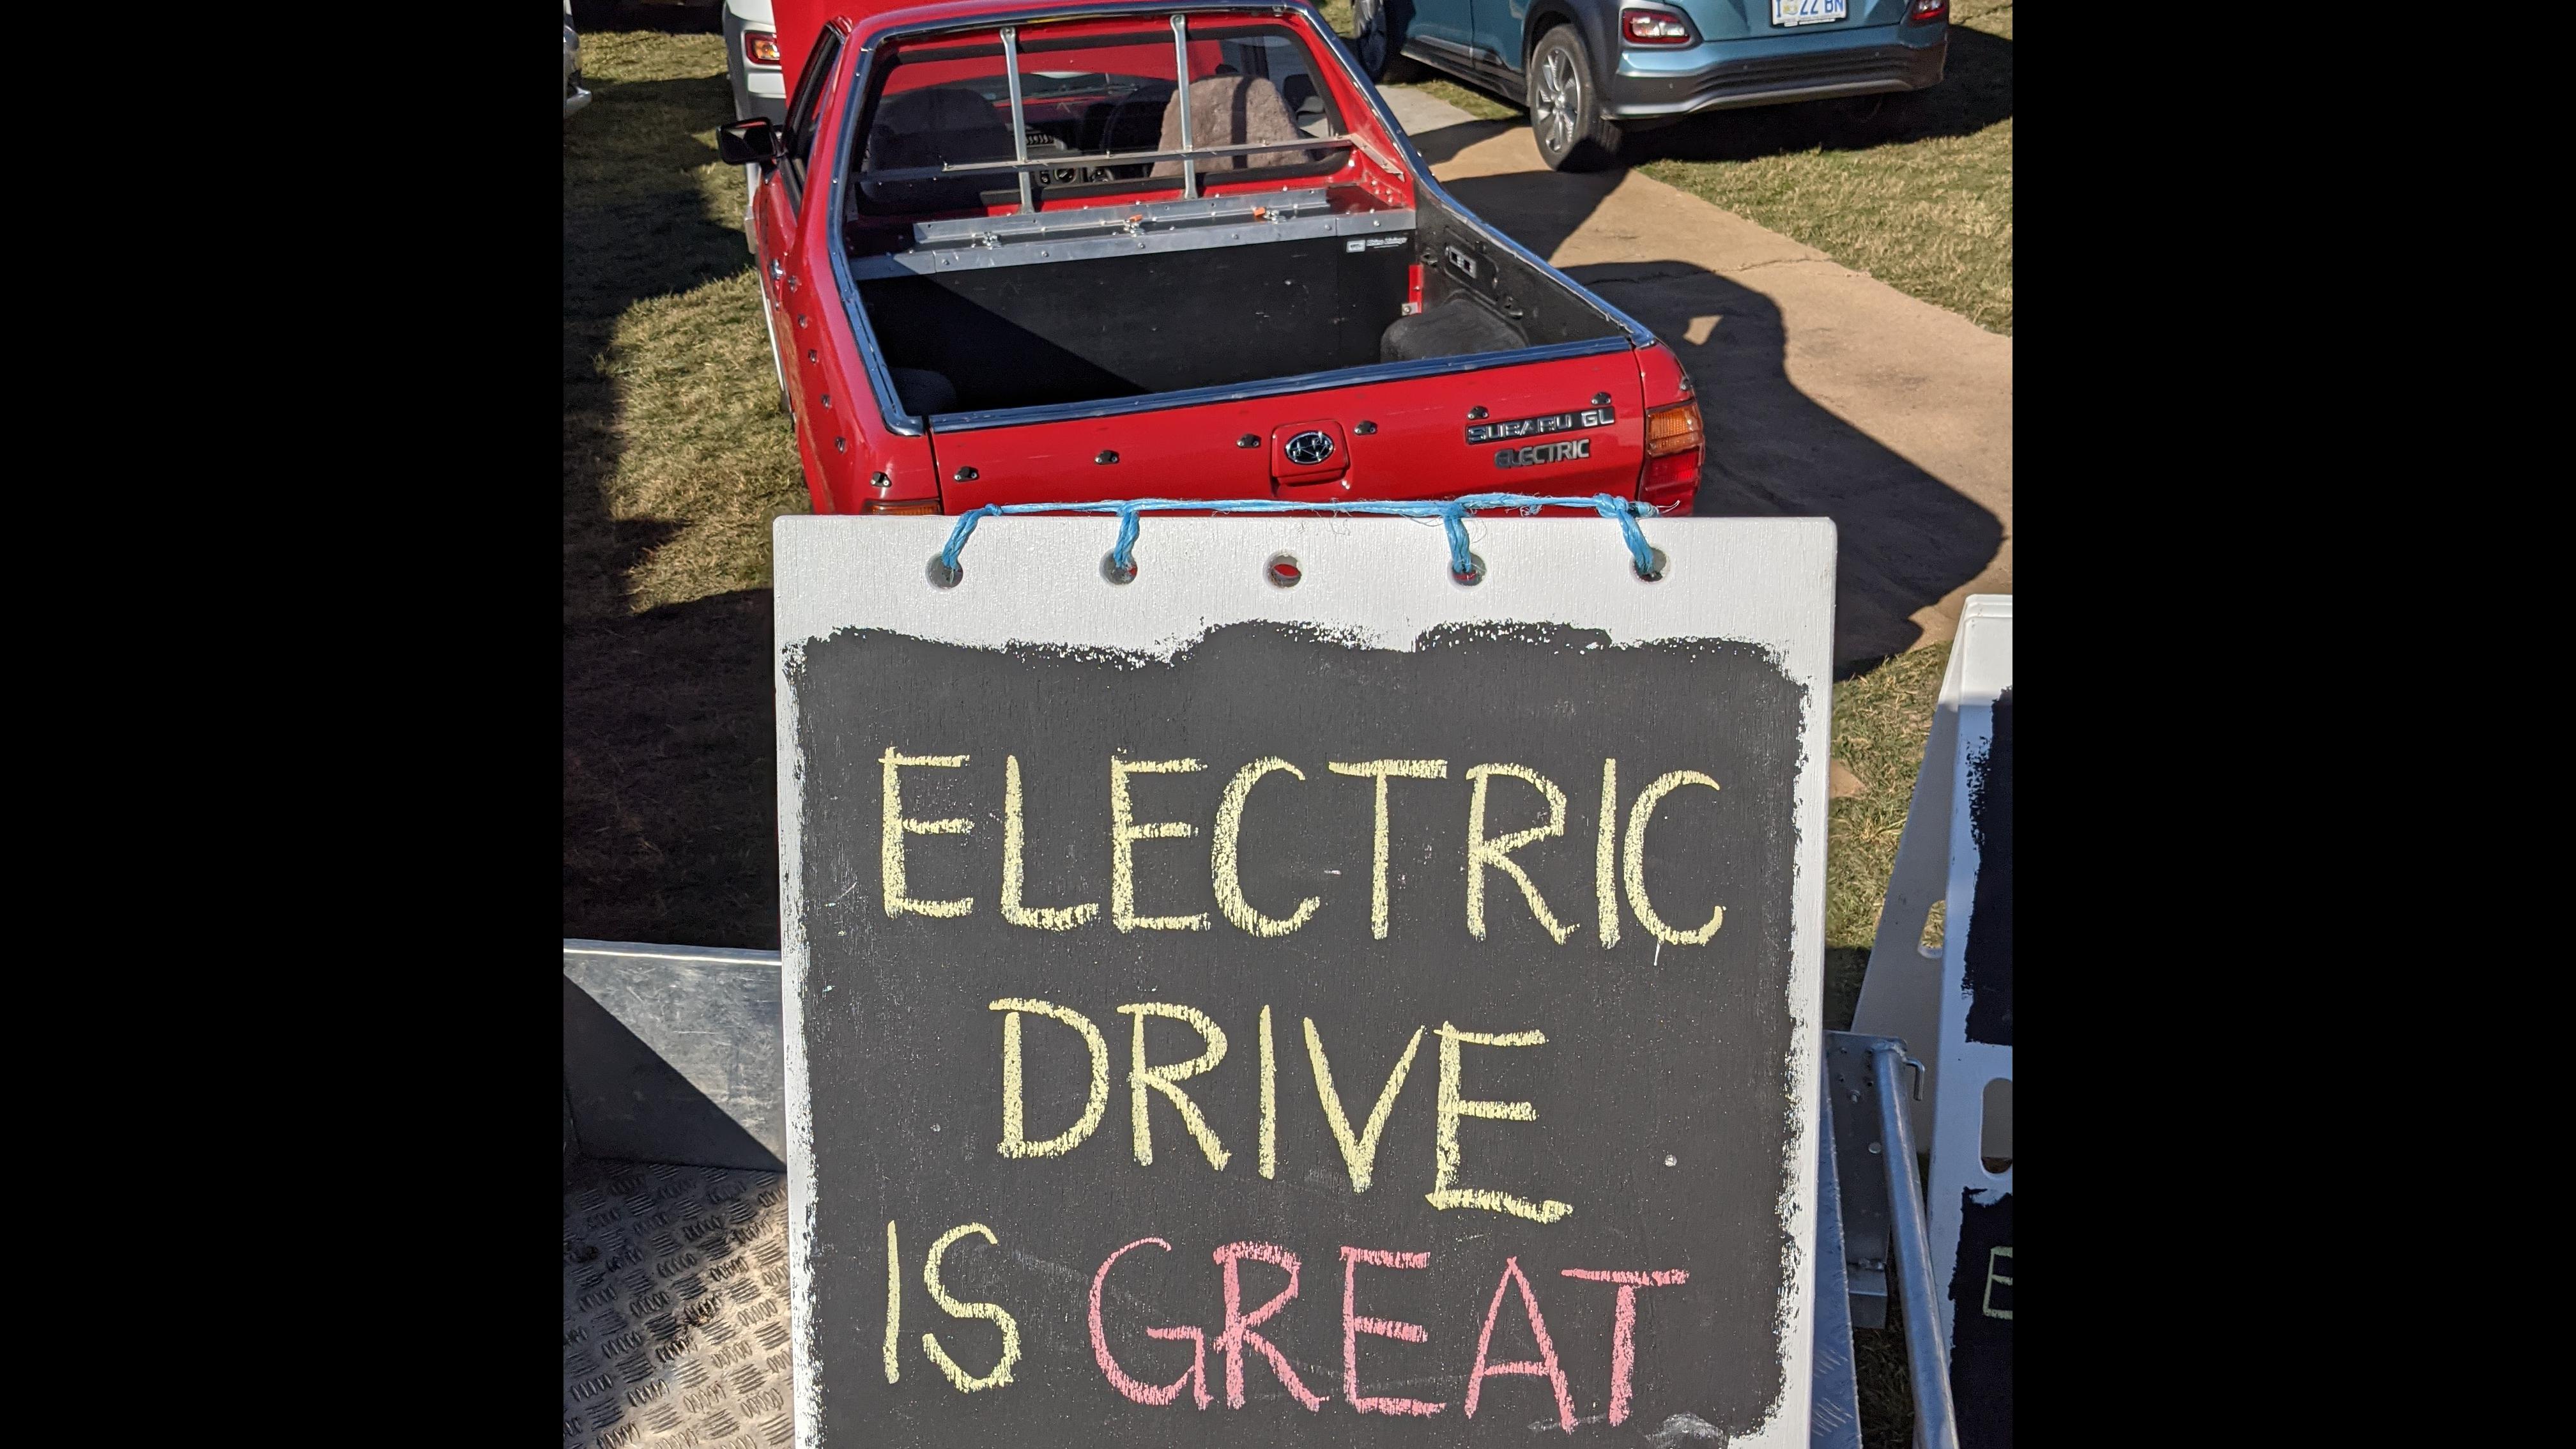 SUBARU GL
ELECTRIC
ELECTRIC
DRIVE
IS GREAT